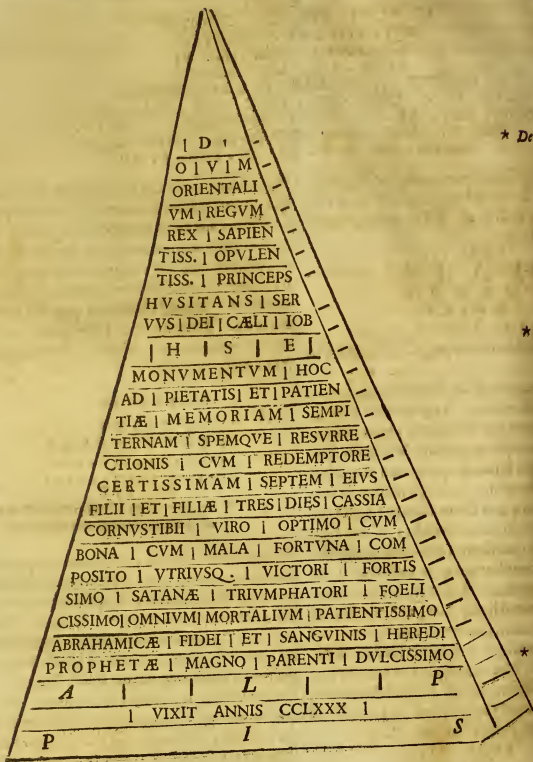 | D ı
O | V | M
ORIENTALI
VM | REGVM
REX | SAPIEN
TISS. | OPVLEN
TISS. | PRINCEPS
HVSITANS | SER
VVS | DEI | CÆLI | IOB
| H | S | E |
MONVMENTVM | HOC
AD | PIETATIS | ET | PATIEN
TIÆ | MEMORIAM | SEMPI
TERNAM | SPEMQVE | RESVRRE
CTIONIS | CVM | REDEMPTORE
CERTISSIMAM | SEPTEM | EIVS
FILII | ET | FILIÆ | TRES | DIES | CASSIA
CORNVSTIBII | VIRO | OPTIMO | CVM
BONA | CVM | MALA | FORTVNA | COM
POSITO | VTRIVSQ. | VICTORI | FORTIS
SIMO | SATANÆ | TRIVMPHATORI | FOELI
CISSIMO | OMNIVM | MORTALIVM | PATIENTISSIMO
ABRAHAMICÆ | FIDEI | ET | SANGVINIS | HEREDI
PROPHETÆ | MAGNO | PARENTI | DVLCISSIMO
A | | L | | P
| VIXIT ANNIS CCLXXX |
P I S
* De
*
*